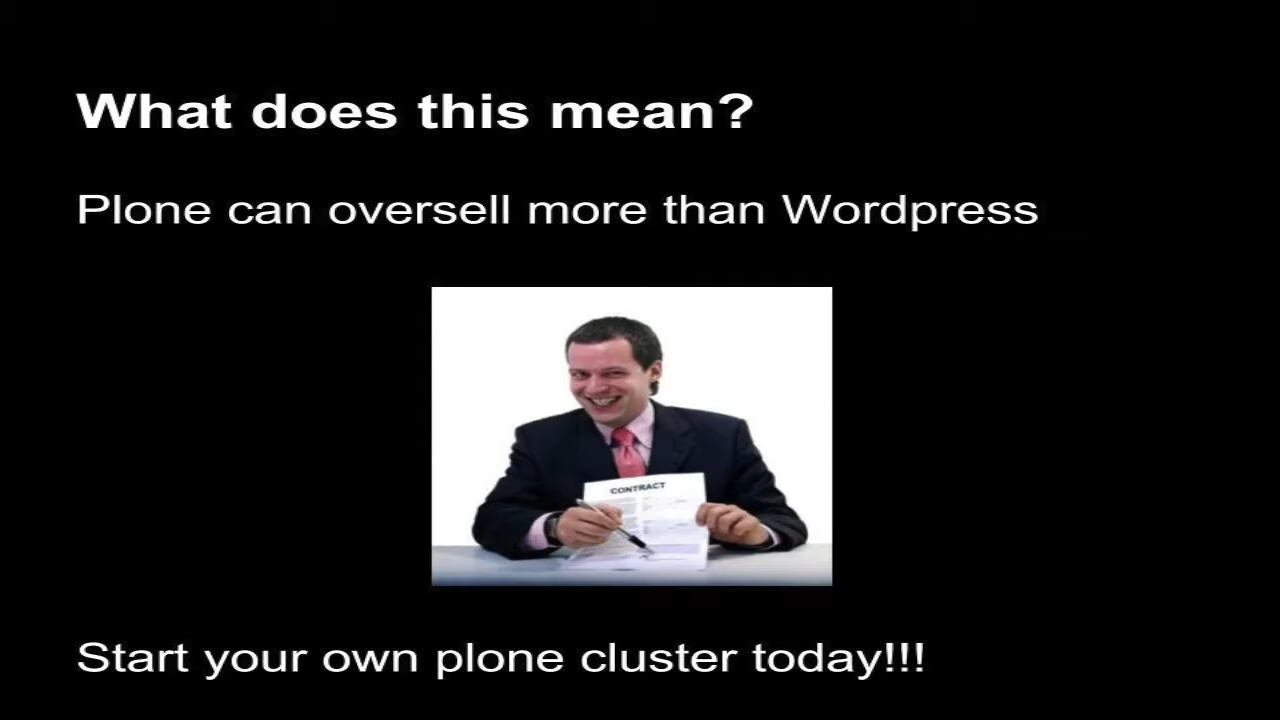 What does this mean?
Plone can oversell more than Wordpress
CONTRACT
Start your own plone cluster today!!!